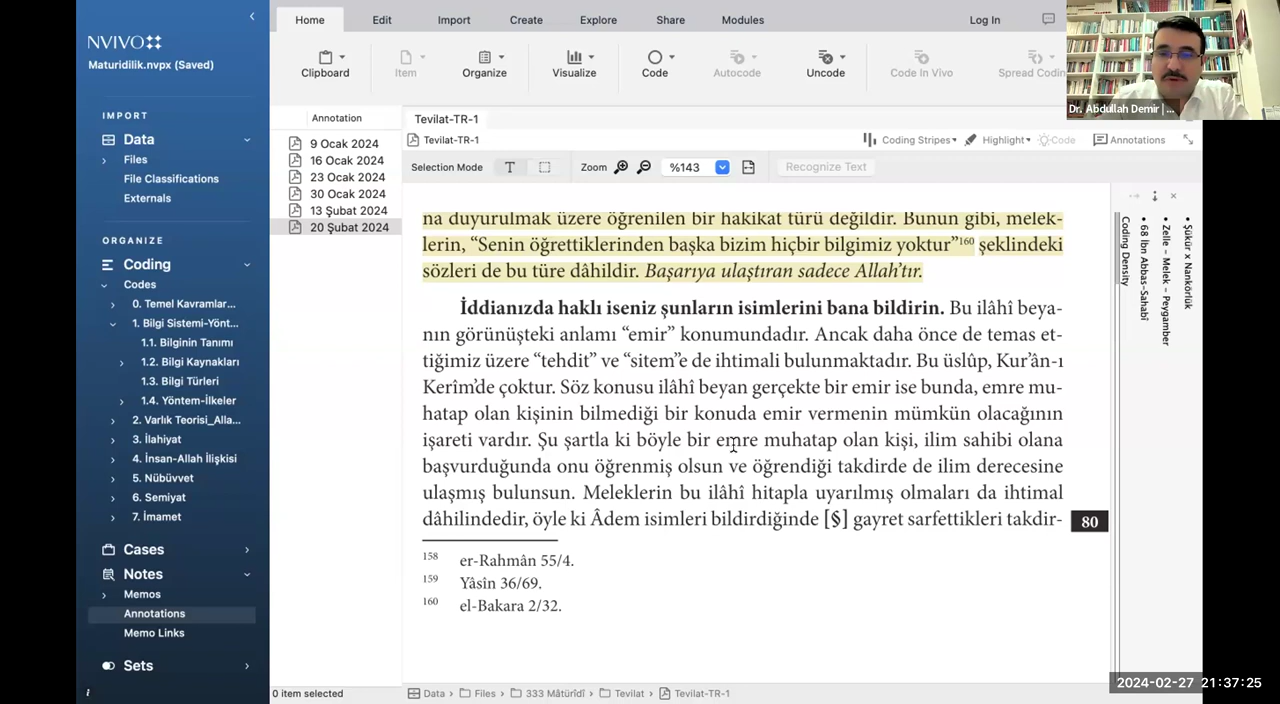 NVIVO
Maturidilik.nvpx (Saved)
IMPORT
Data
Files
File Classifications
Externals
ORGANIZE
Coding
Codes
0. Temel Kavramlar...
1. Bilgi Sistemi-Yönt...
1.1. Bilginin Tanımı
1.2. Bilgi Kaynakları
1.3. Bilgi Türleri
1.4. Yöntem-İlkeler
2. Varlık Teorisi_Alla...
3. İlahiyat
4. İnsan-Allah İlişkisi
5. Nübüvvet
6. Semiyat
7. İmamet
Cases
Notes
Memos
Annotations
Memo Links
Sets
Home Edit Import Create Explore Share Modules Log In
Clipboard Item Organize Visualize Code Autocode Uncode Code In Vivo Spread Codin
Dr. Abdullah Demir | ...
Annotation
9 Ocak 2024
16 Ocak 2024
23 Ocak 2024
30 Ocak 2024
13 Şubat 2024
20 Şubat 2024
0 item selected
Tevilat-TR-1
Tevilat-TR-1
Coding Stripes Highlight Code Annotations
Selection Mode T Zoom %143 Recognize Text
na duyurulmak üzere öğrenilen bir hakikat türü değildir. Bunun gibi, melek-
lerin, “Senin öğrettiklerinden başka bizim hiçbir bilgimiz yoktur”160 şeklindeki
sözleri de bu türe dâhildir. Başarıya ulaştıran sadece Allah’tır.
İddianızda haklı iseniz şunların isimlerini bana bildirin. Bu ilâhî beya-
nın görünüşteki anlamı “emir” konumundadır. Ancak daha önce de temas et-
tiğimiz üzere “tehdit” ve “sitem”e de ihtimali bulunmaktadır. Bu üslûp, Kur’ân-ı
Kerîm’de çoktur. Söz konusu ilâhî beyan gerçekte bir emir ise bunda, emre mu-
hatap olan kişinin bilmediği bir konuda emir vermenin mümkün olacağının
işareti vardır. Şu şartla ki böyle bir emre muhatap olan kişi, ilim sahibi olana
başvurduğunda onu öğrenmiş olsun ve öğrendiği takdirde de ilim derecesine
ulaşmış bulunsun. Meleklerin bu ilâhî hitapla uyarılmış olmaları da ihtimal
dâhilindedir, öyle ki Âdem isimleri bildirdiğinde [§] gayret sarfettikleri takdir-
80
158 er-Rahmân 55/4.
159 Yâsîn 36/69.
160 el-Bakara 2/32.
Şükür x Nankörlük
Zelle - Melek - Peygamber
68 İbn Abbas-Sahabî
Coding Density
Data Files 333 Mâtürîdî Tevilat Tevilat-TR-1
2024-02-27 21:37:25